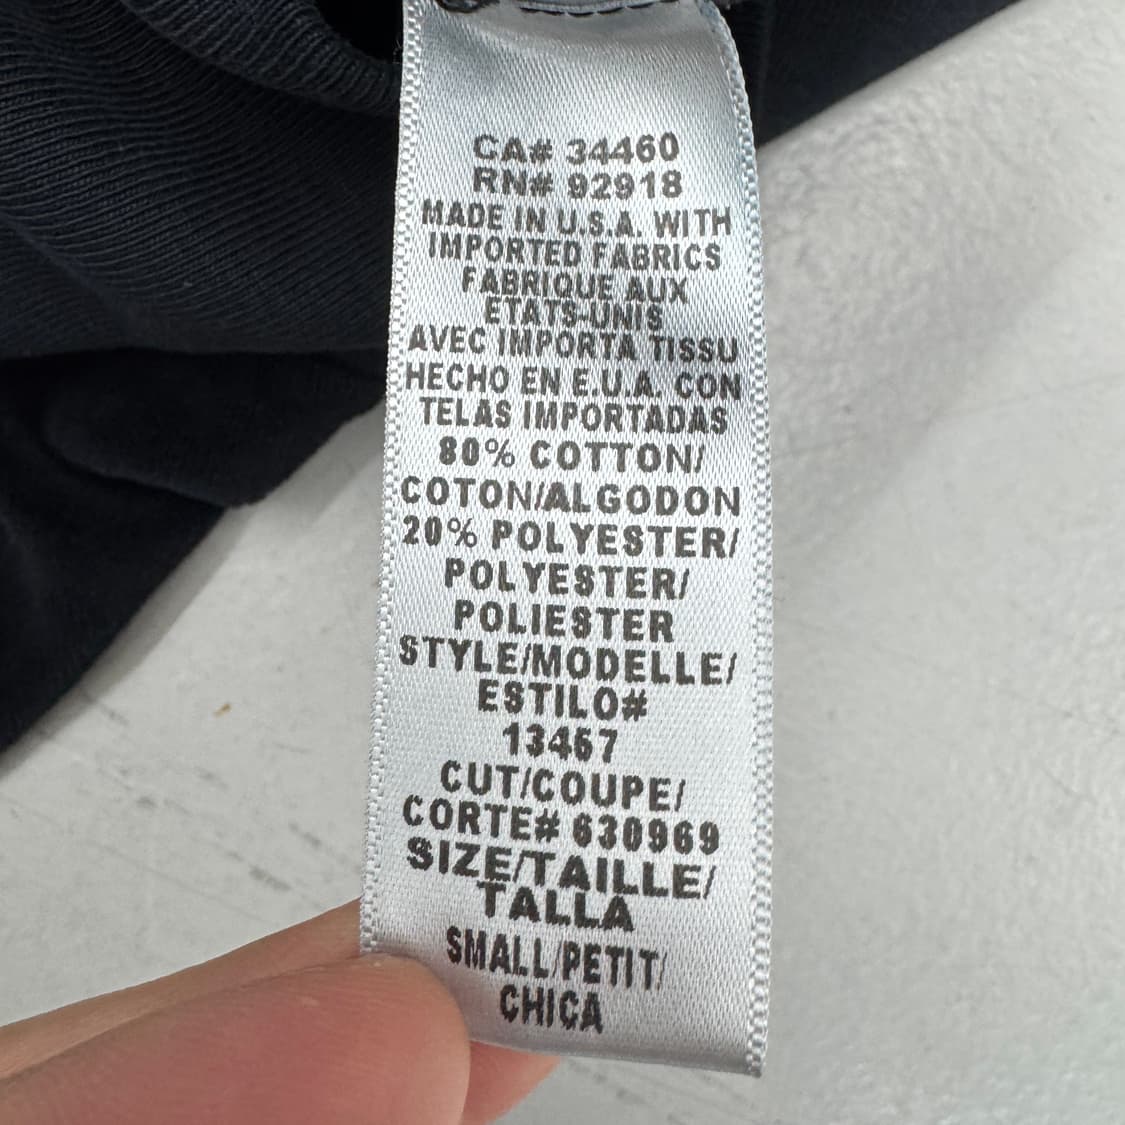 CA# 34460
RN# 92918
MADE IN U.S.A. WITH
IMPORTED FABRICS
FABRIQUE AUX
ETATS-UNIS
AVEC IMPORTA TISSU
HECHO EN E.U.A. CON
TELAS IMPORTADAS
80% COTTON/
COTON/ALGODON
20% POLYESTER/
POLYESTER/
POLIESTER
STYLE/MODELLE/
ESTILO#
13467
CUT/COUPE/
CORTE# 630969
SIZE/TAILLE/
TALLA
SMALL/PETIT/
CHICA